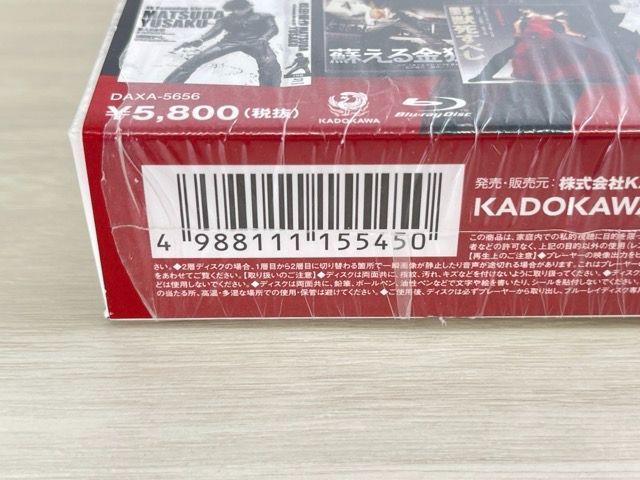 MATSUDA
YUSAKU
蘇える金狼
野獣死すべし
DAXA-5656
¥5,800(税抜)
KADOKAWA
Blu-ray Disc
発売・販売元：株式会社K
KADOKAWA
4 988111 155450
この商品は、家庭内での私的視聴に目的を限っ
者などの許可なく、上記の目的以外の使用
【再生上のご注意】◆プレーヤーの映像出力をヒ
さい。◆2層ディスクの場合、1層目から2層目に切り替わる箇所で一瞬画像が静止したり音声が途切れる場合があります。これはプレーヤー
をあわせてご覧ください。【取り扱いのご注意】◆ディスクは両面共に、指紋、汚れ、キズなどを付けないように取り扱ってください。◆ディス
どは使用しないでください。◆ディスクは両面共に、鉛筆、ボールペン、油性ペンなどで文字や絵を書いたり、シールを貼付しないでください。
の当たる所、高温・多湿な場所での使用・保管は避けてください。◆ご使用後、ディスクは必ずプレーヤーから取り出し、ブルーレイディスク専用